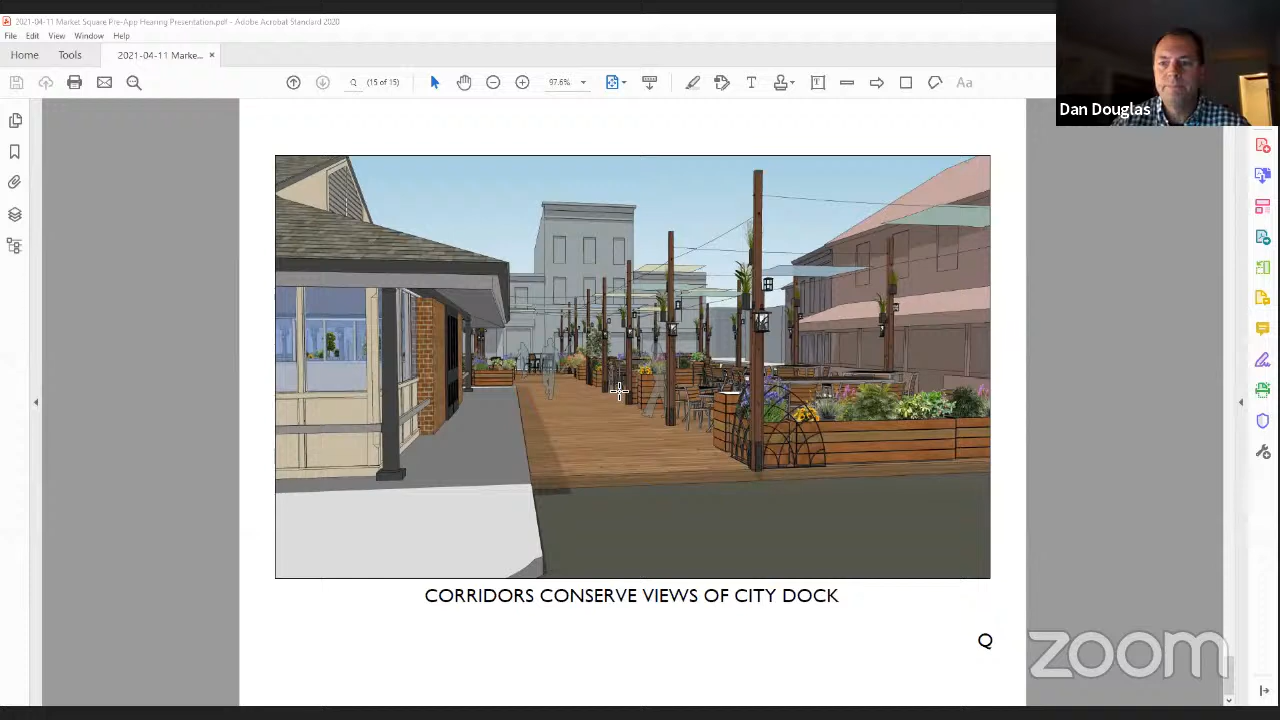 2021-04-11 Market Square Pre-App Hearing Presentation.pdf - Adobe Acrobat Standard 2020
File Edit View Window Help
Home Tools 2021-04-11 Marke... ×
(15 of 15) 97.6% Aa
Dan Douglas
CORRIDORS CONSERVE VIEWS OF CITY DOCK
Q
zoom